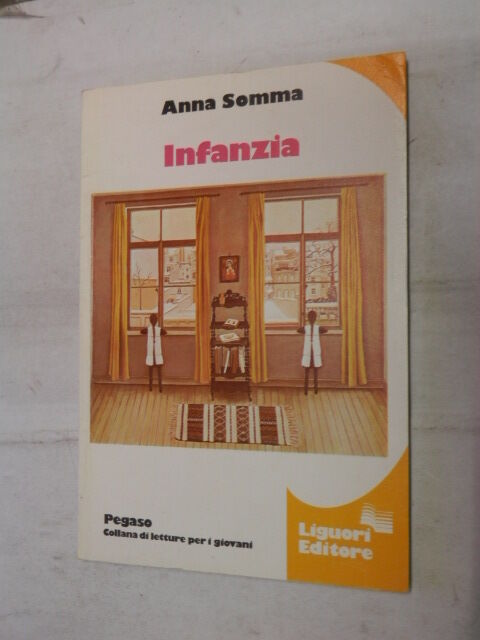 Anna Somma
Infanzia
Pegaso
Collana di letture per i giovani
Liguori
Editore